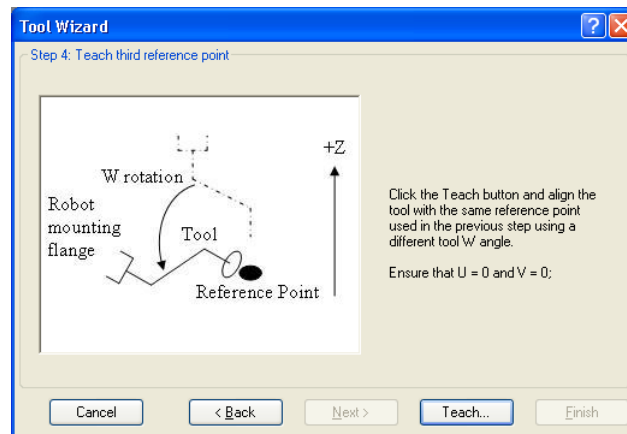 Tool Wizard
Step 4: Teach third reference point
+Z
W rotation
Robot
mounting
flange
Tool
Reference Point
Click the Teach button and align the
tool with the same reference point
used in the previous step using a
different tool W angle.
Ensure that U = 0 and V = 0;
Cancel
< Back
Next >
Teach...
Finish